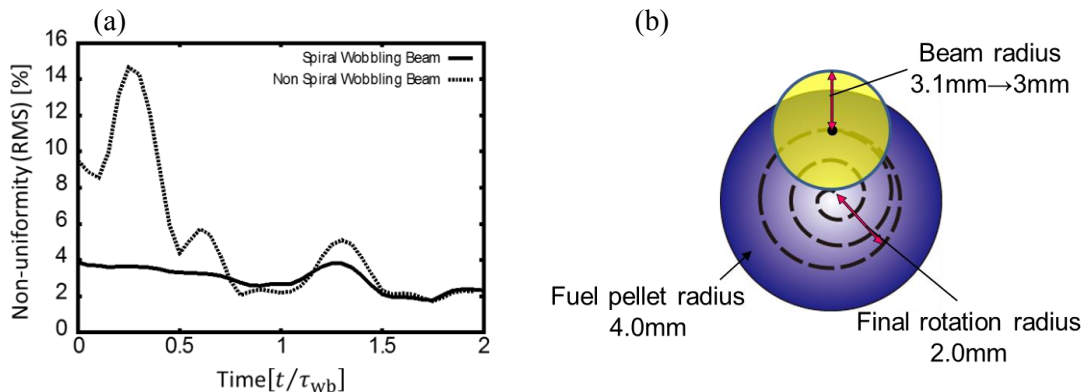 (a)
Non-uniformity (RMS) [%]
16
14
12
10
8
6
4
2
0
Spiral Wobbling Beam
Non Spiral Wobbling Beam
0
0.5
1
1.5
2
Time[t/τwb]
(b)
Beam radius
3.1mm→3mm
Fuel pellet radius
4.0mm
Final rotation radius
2.0mm